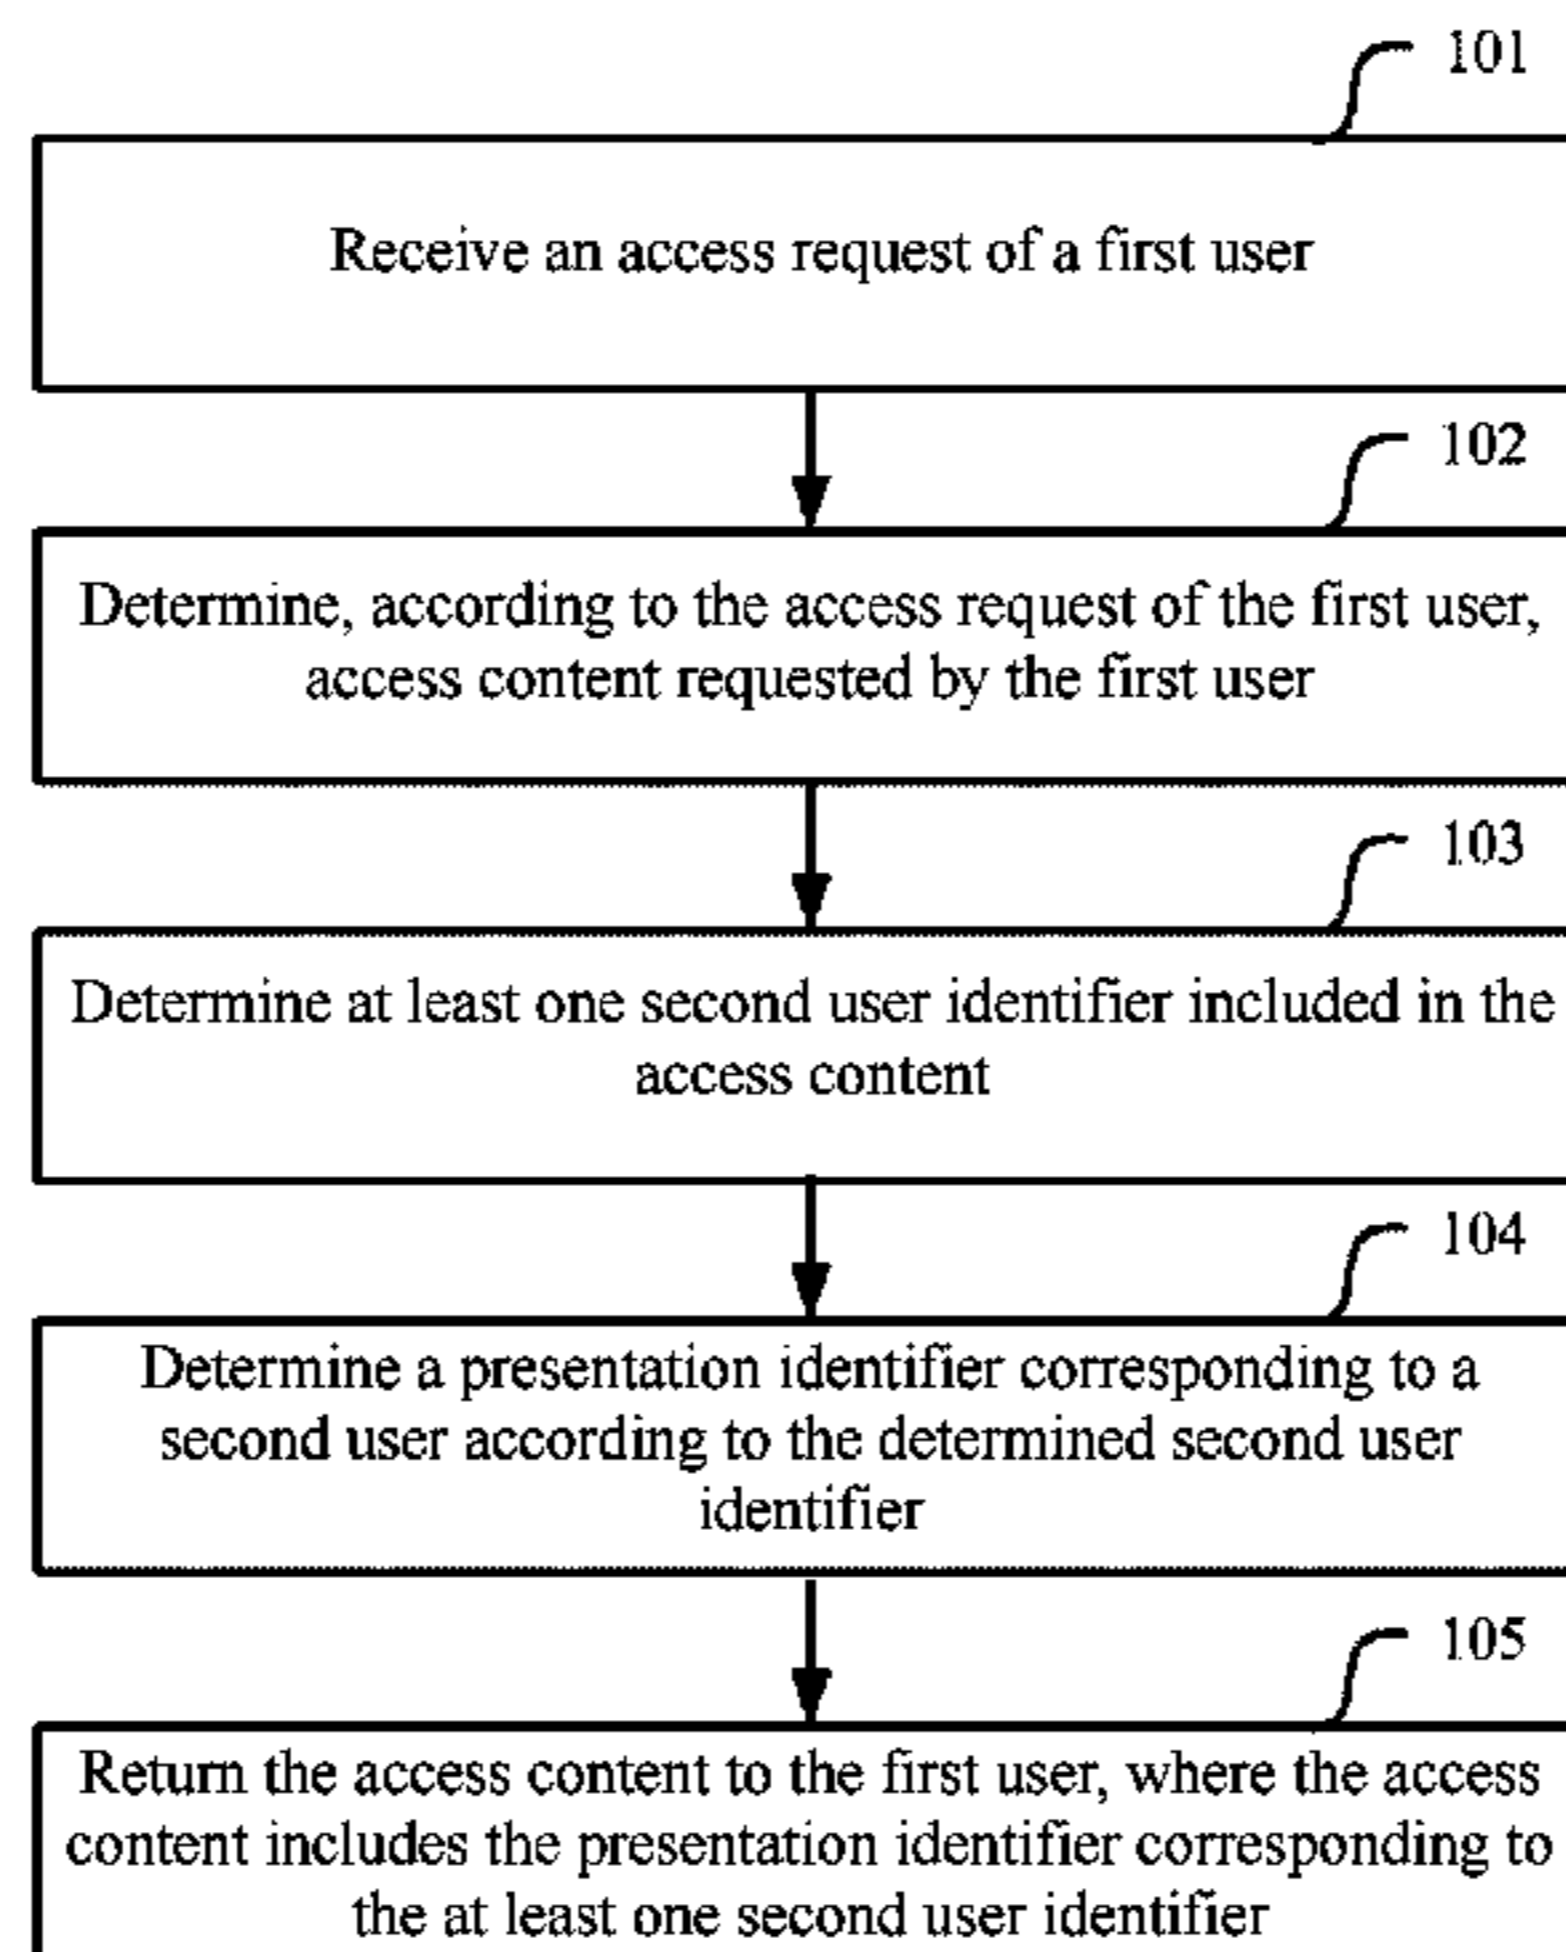 101
Receive an access request of a first user
102
Determine, according to the access request of the first user,
access content requested by the first user
103
Determine at least one second user identifier included in the
access content
104
Determine a presentation identifier corresponding to a
second user according to the determined second user
identifier
105
Return the access content to the first user, where the access
content includes the presentation identifier corresponding to
the at least one second user identifier